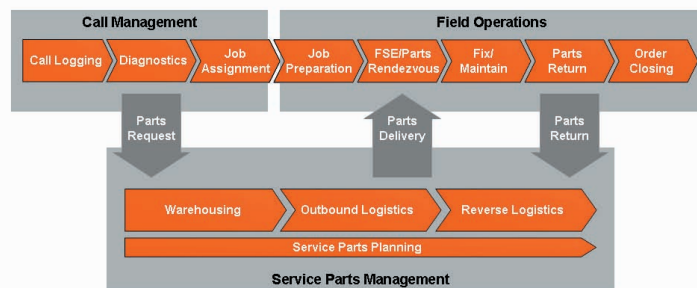 Call Management
Field Operations
Call Logging
Diagnostics
Job
Assignment
Job
Preparation
FSE/Parts
Rendezvous
Fix/
Maintain
Parts
Return
Order
Closing
Parts
Request
Parts
Delivery
Parts
Return
Warehousing
Outbound Logistics
Reverse Logistics
Service Parts Planning
Service Parts Management